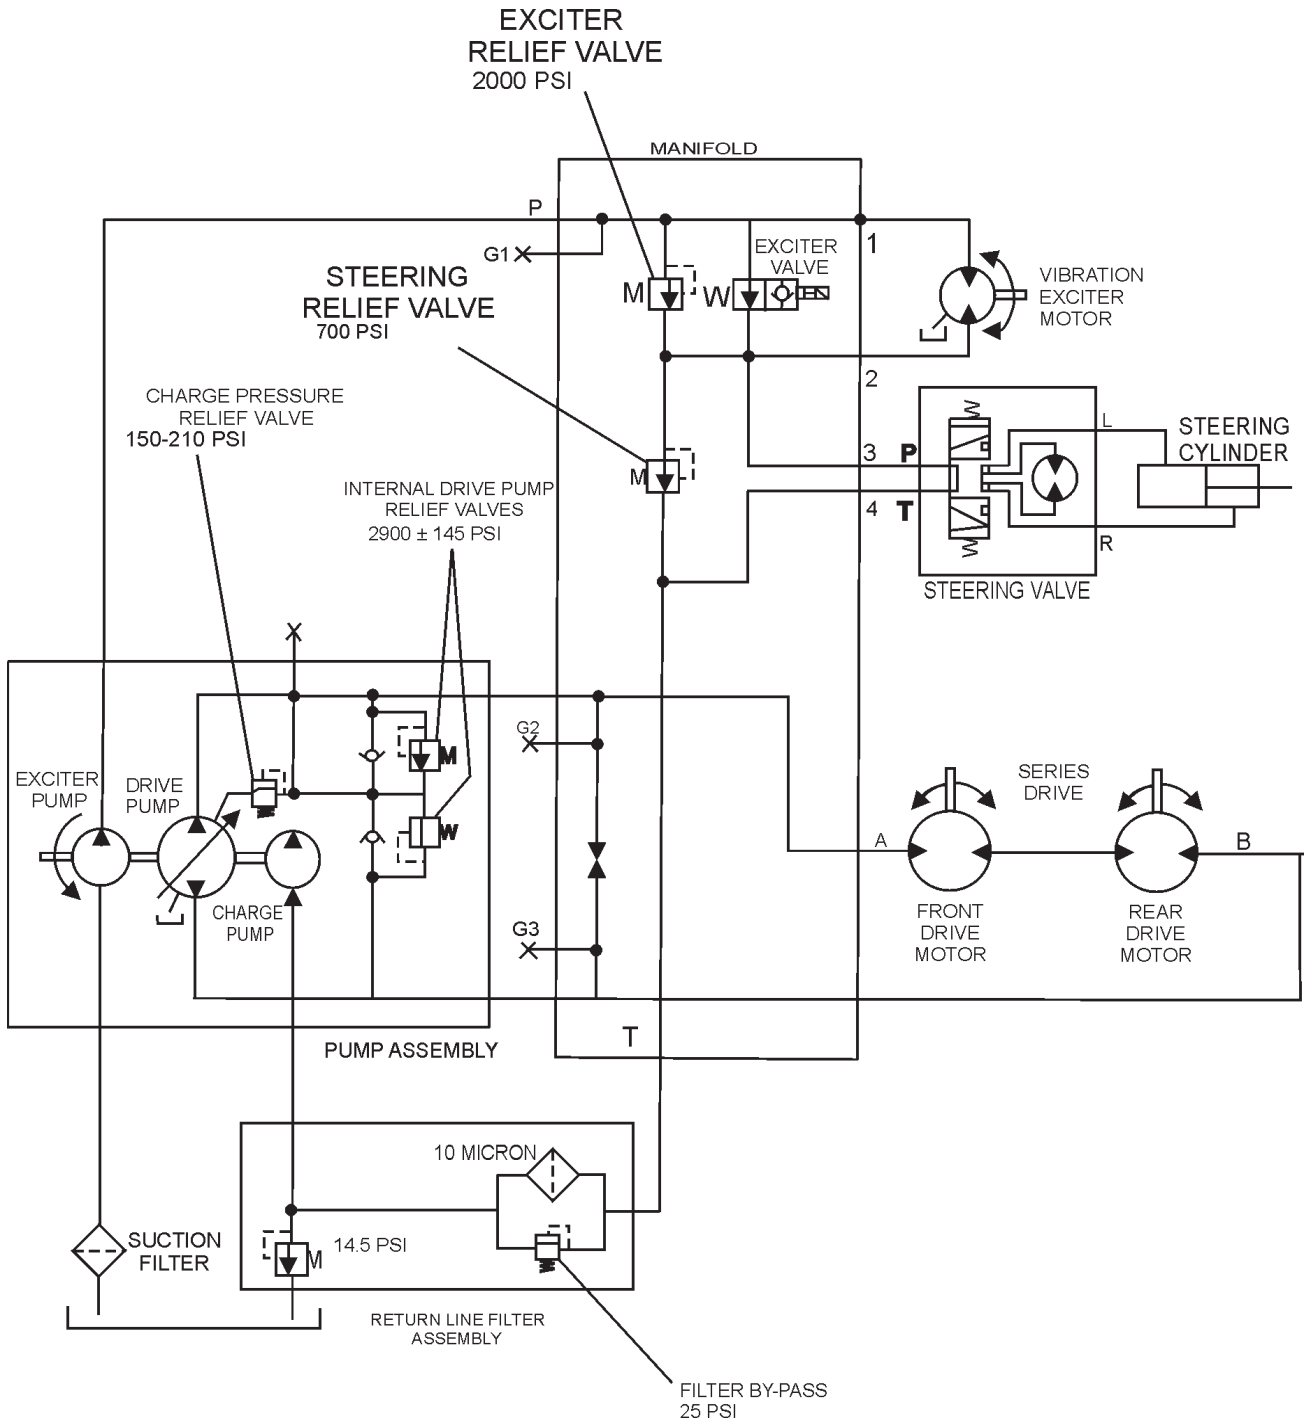 EXCITER
RELIEF VALVE
2000 PSI
MANIFOLD
P
1
G1
EXCITER
VALVE
M
W
VIBRATION
EXCITER
MOTOR
STEERING
RELIEF VALVE
700 PSI
2
CHARGE PRESSURE
RELIEF VALVE
150-210 PSI
L
STEERING
CYLINDER
3
P
M
INTERNAL DRIVE PUMP
RELIEF VALVES
2900 ± 145 PSI
4
T
R
STEERING VALVE
G2
M
EXCITER
PUMP
DRIVE
PUMP
W
SERIES
DRIVE
A
B
CHARGE
PUMP
G3
FRONT
DRIVE
MOTOR
REAR
DRIVE
MOTOR
T
PUMP ASSEMBLY
10 MICRON
SUCTION
FILTER
M
14.5 PSI
RETURN LINE FILTER
ASSEMBLY
FILTER BY-PASS
25 PSI